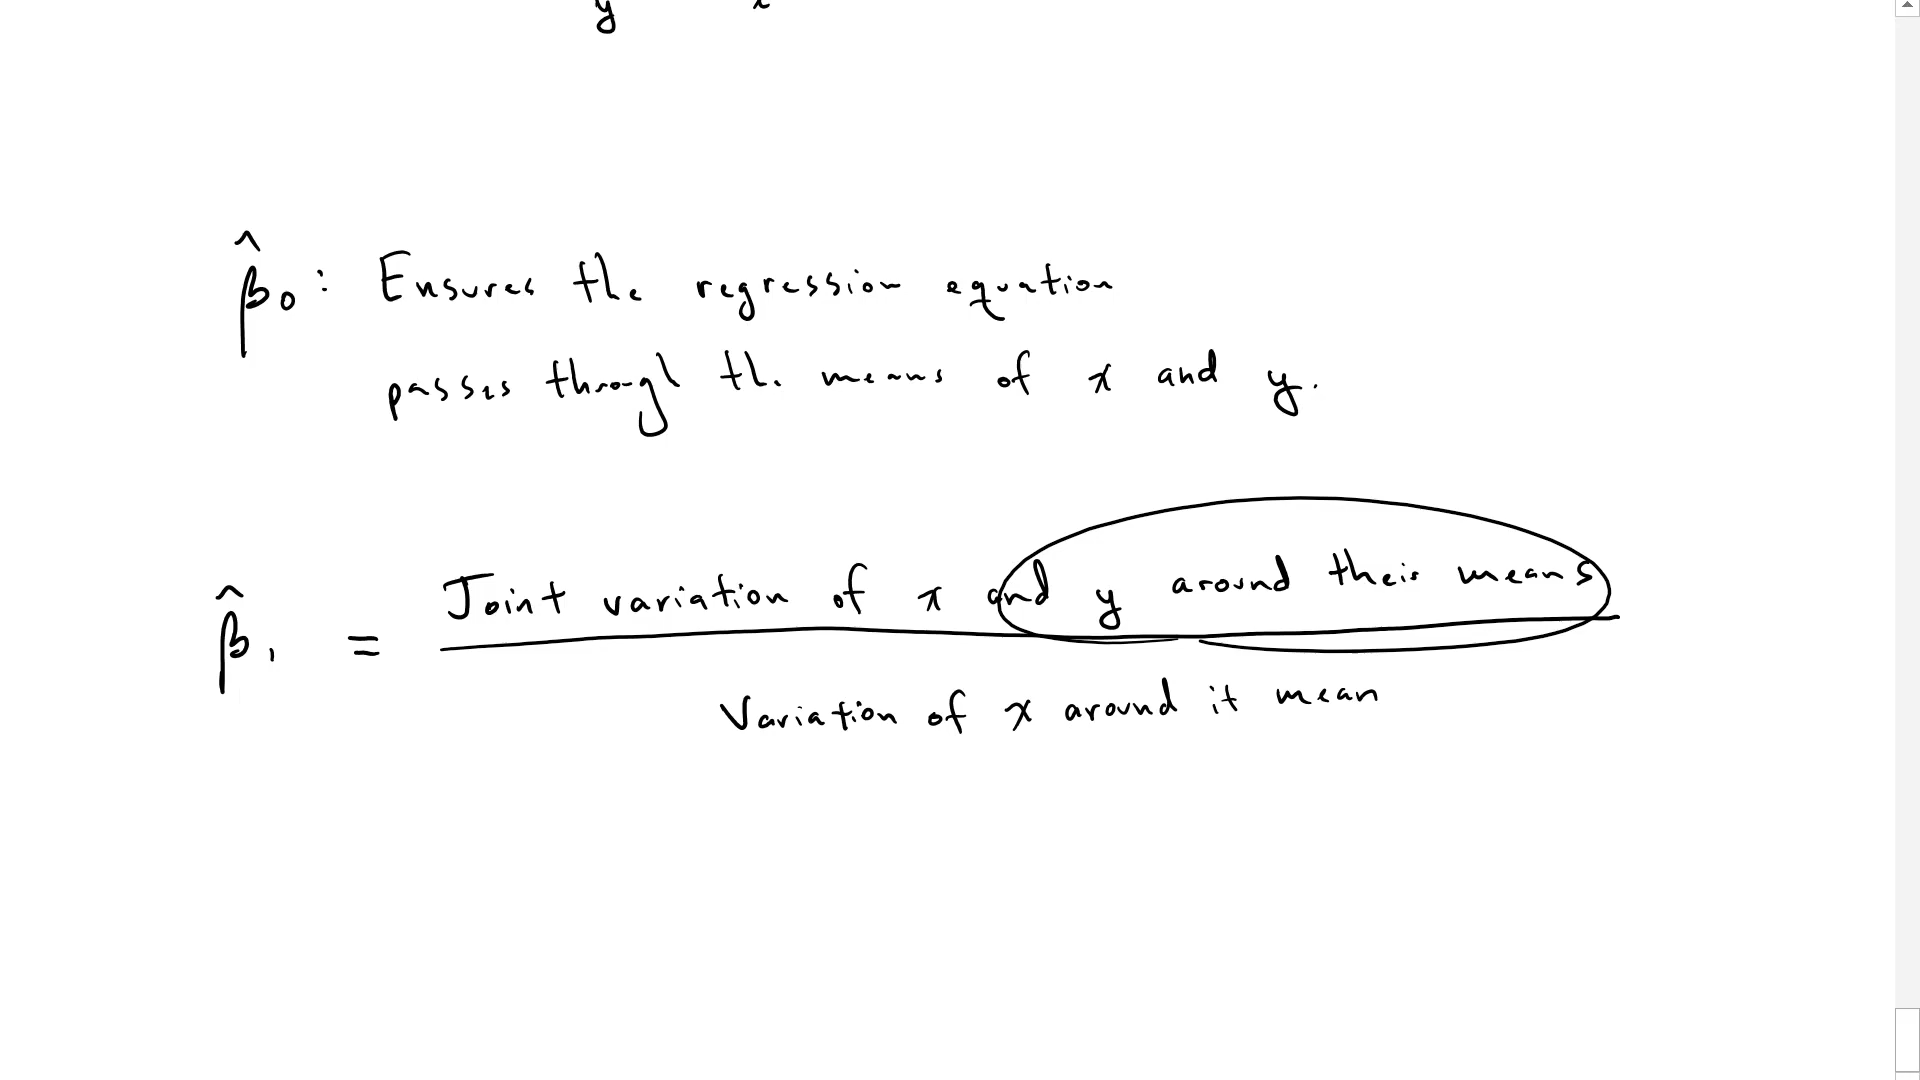 y x
β̂₀: Ensures the regression equation
passes through the means of x and y.
β̂₁ = Joint variation of x and y around their means
Variation of x around it mean